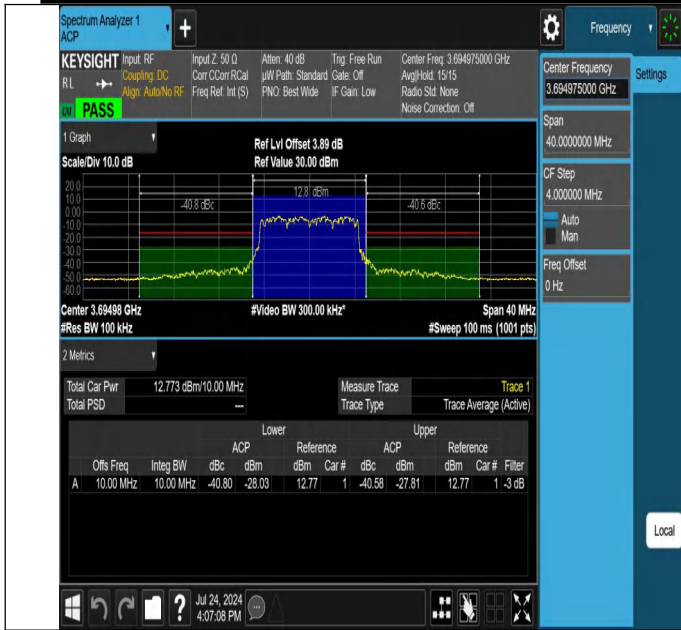 Spectrum Analyzer 1
ACP
+
Frequency
KEYSIGHT
RL
PASS
Input: RF
Coupling: DC
Align: Auto/No RF
Input Z: 50 Ω
Corr CCorr RCal
Freq Ref: Int (S)
Atten: 40 dB
µW Path: Standard
PNO: Best Wide
Trig: Free Run
Gate: Off
IF Gain: Low
Center Freq: 3.694975000 GHz
Avg|Hold: 15/15
Radio Std: None
Noise Correction: Off
Center Frequency
3.694975000 GHz
Settings
Span
40.0000000 MHz
CF Step
4.000000 MHz
Auto
Man
Freq Offset
0 Hz
1 Graph
Scale/Div 10.0 dB
Ref Lvl Offset 3.89 dB
Ref Value 30.00 dBm
20.0
10.0
0.00
-10.0
-20.0
-30.0
-40.0
-50.0
-60.0
-40.8 dBc
12.8 dBm
-40.6 dBc
Center 3.69498 GHz
#Video BW 300.00 kHz*
Span 40 MHz
#Res BW 100 kHz
#Sweep 100 ms (1001 pts)
2 Metrics
Total Car Pwr 12.773 dBm/10.00 MHz
Total PSD ---
Measure Trace Trace 1
Trace Type Trace Average (Active)
Lower Upper
ACP Reference ACP Reference
Offs Freq Integ BW dBc dBm dBm Car # dBc dBm dBm Car # Filter
A 10.00 MHz 10.00 MHz -40.80 -28.03 12.77 1 -40.58 -27.81 12.77 1 -3 dB
Local
?
Jul 24, 2024
4:07:08 PM